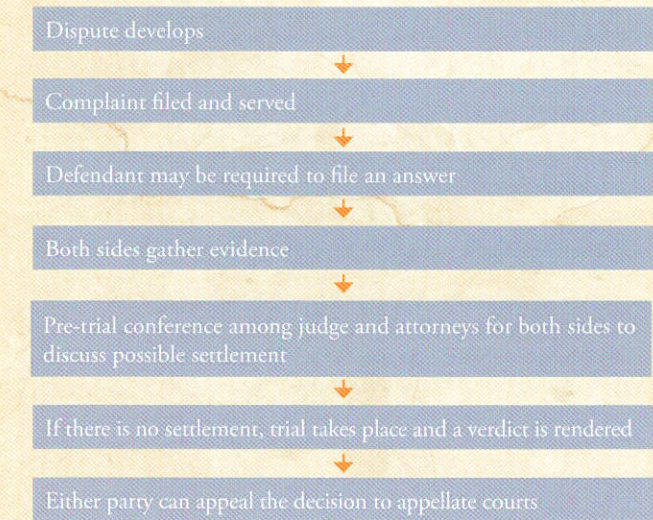 Dispute develops
Complaint filed and served
Defendant may be required to file an answer
Both sides gather evidence
Pre-trial conference among judge and attorneys for both sides to
discuss possible settlement
If there is no settlement, trial takes place and a verdict is rendered
Either party can appeal the decision to appellate courts